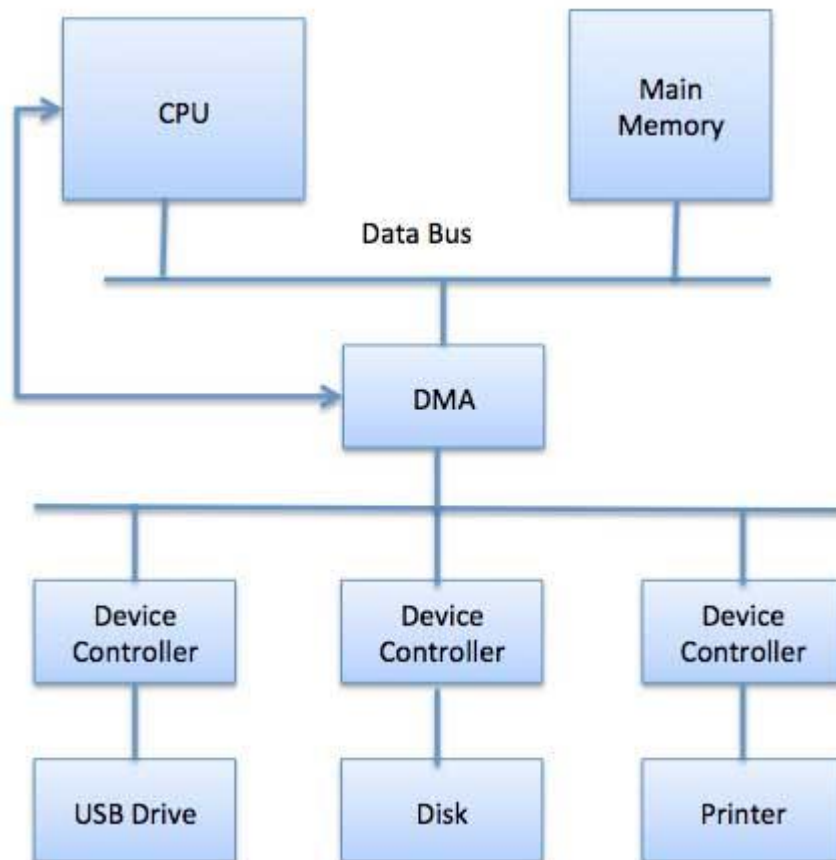 CPU
Main
Memory
Data Bus
DMA
Device
Controller
Device
Controller
Device
Controller
USB Drive
Disk
Printer